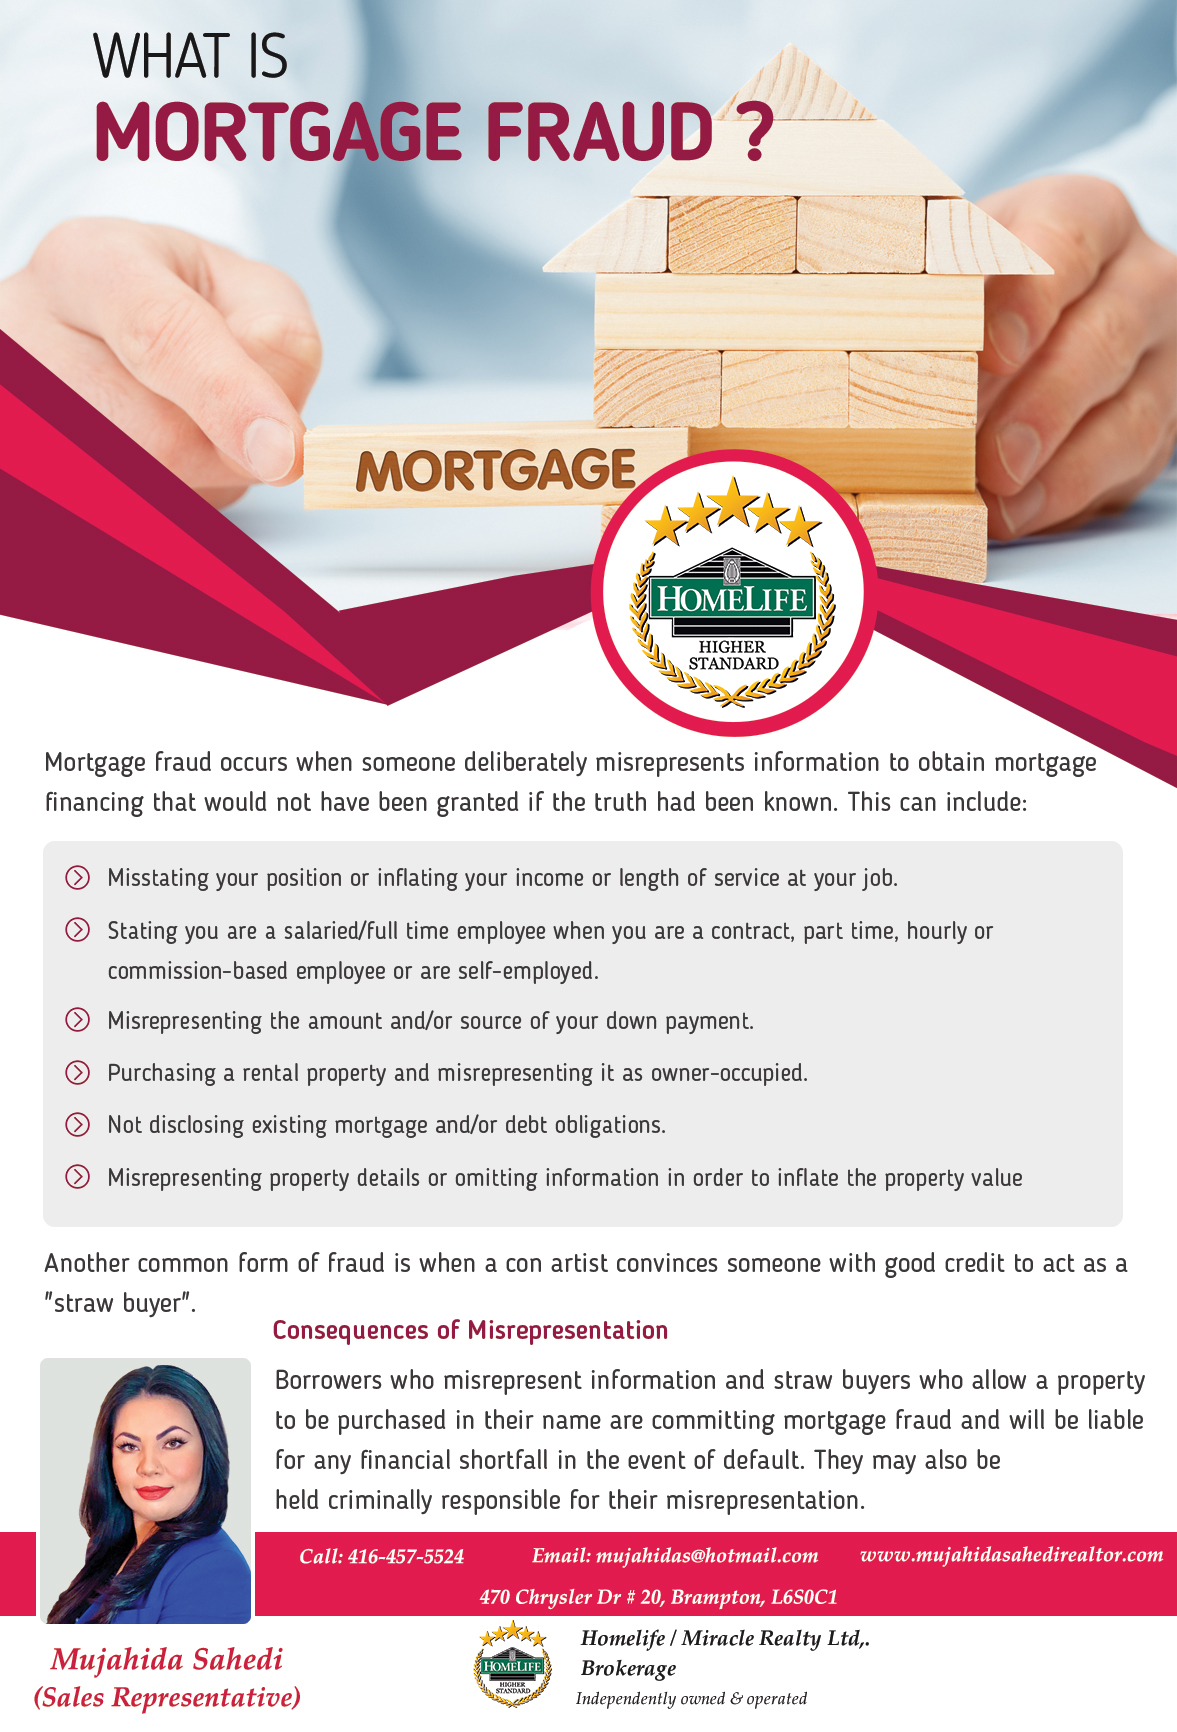 WHAT IS
MORTGAGE FRAUD ?
MORTGAGE
HOMELIFE
HIGHER
STANDARD
Mortgage fraud occurs when someone deliberately misrepresents information to obtain mortgage
financing that would not have been granted if the truth had been known. This can include:
Misstating your position or inflating your income or length of service at your job.
Stating you are a salaried/full time employee when you are a contract, part time, hourly or
commission-based employee or are self-employed.
Misrepresenting the amount and/or source of your down payment.
Purchasing a rental property and misrepresenting it as owner-occupied.
Not disclosing existing mortgage and/or debt obligations.
Misrepresenting property details or omitting information in order to inflate the property value
Another common form of fraud is when a con artist convinces someone with good credit to act as a
"straw buyer".
Consequences of Misrepresentation
Borrowers who misrepresent information and straw buyers who allow a property
to be purchased in their name are committing mortgage fraud and will be liable
for any financial shortfall in the event of default. They may also be
held criminally responsible for their misrepresentation.
Call: 416-457-5524 Email: mujahidas@hotmail.com www.mujahidasahedirealtor.com
470 Chrysler Dr # 20, Brampton, L6S0C1
Mujahida Sahedi
(Sales Representative)
HOMELIFE
HIGHER
STANDARD
Homelife / Miracle Realty Ltd,.
Brokerage
Independently owned & operated